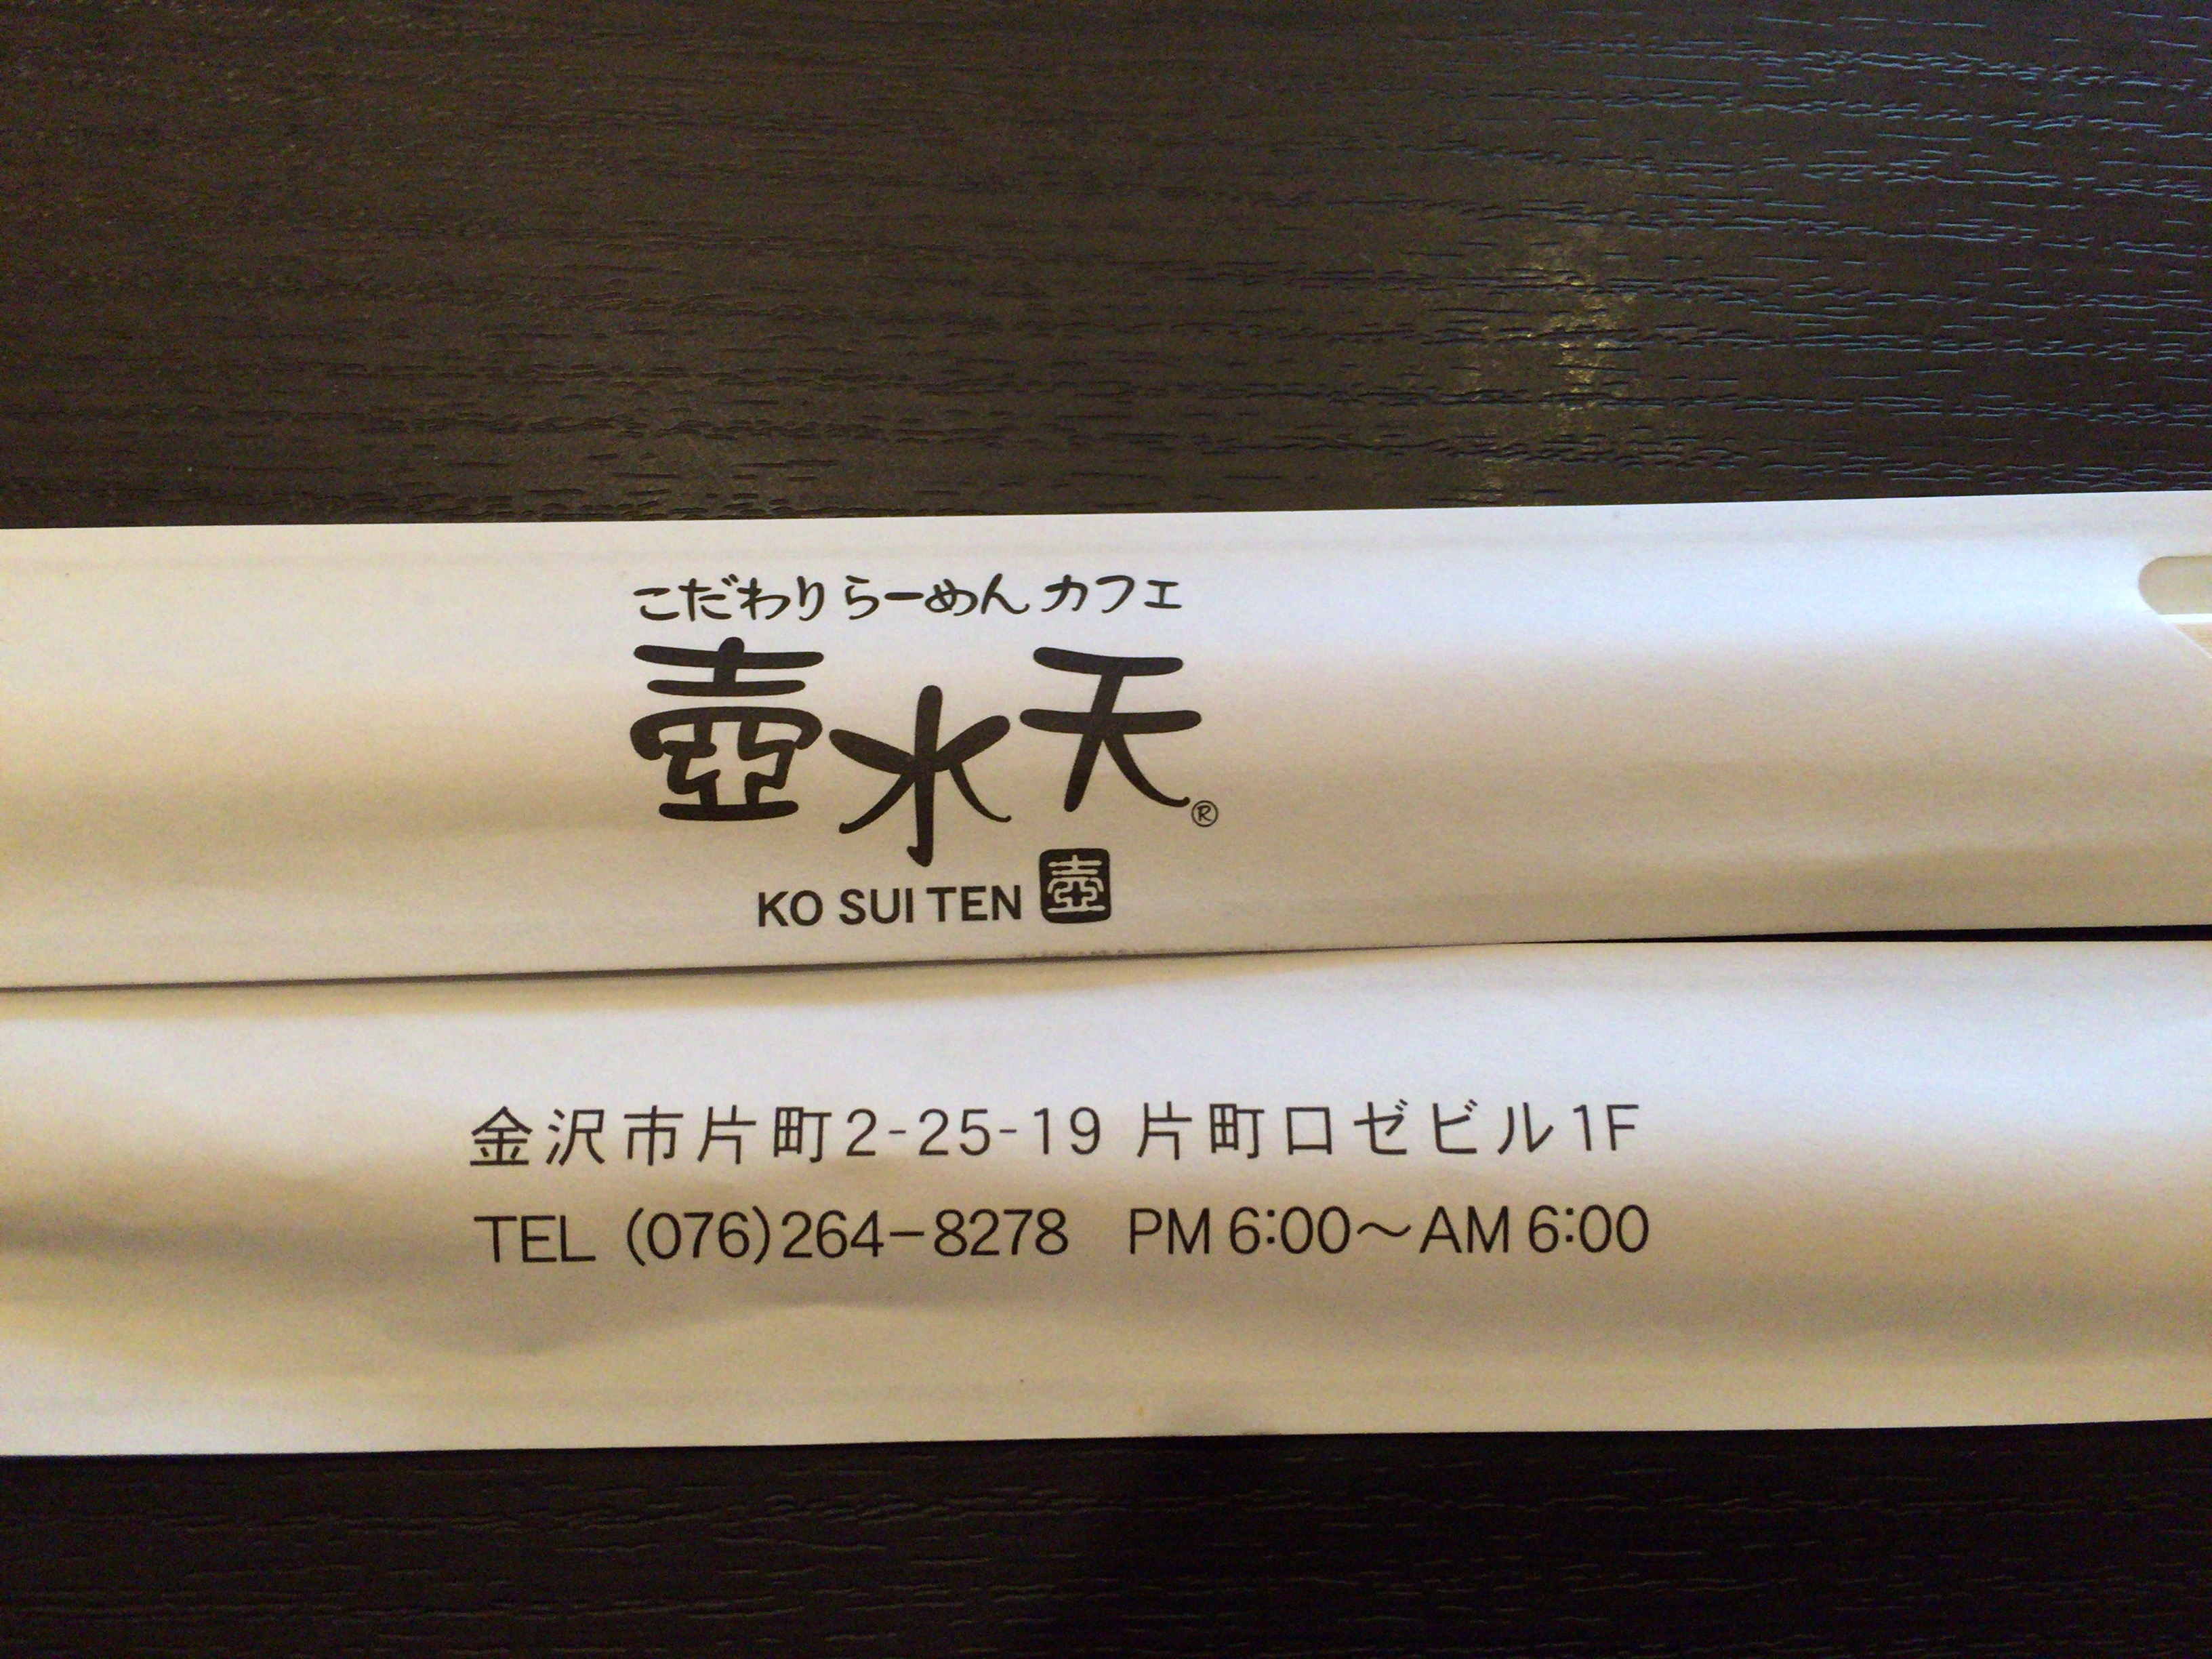 こだわりらーめんカフェ
壺水天®
KO SUI TEN 壺
金沢市片町2-25-19 片町ロゼビル1F
TEL (076)264-8278 PM 6:00〜AM 6:00